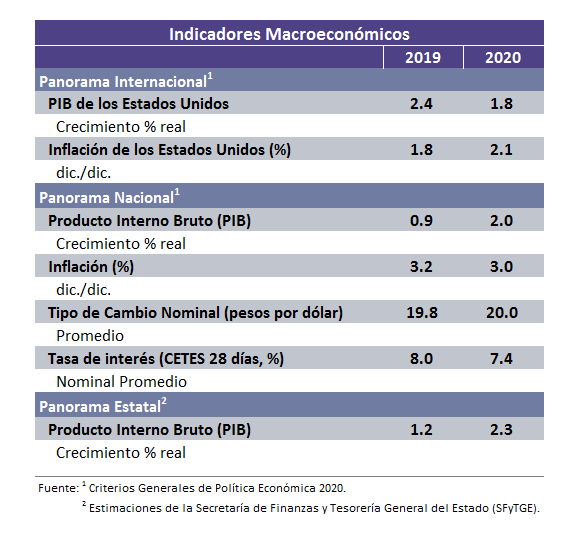 Indicadores Macroeconómicos
2019 2020
Panorama Internacional¹
PIB de los Estados Unidos 2.4 1.8
Crecimiento % real
Inflación de los Estados Unidos (%) 1.8 2.1
dic./dic.
Panorama Nacional¹
Producto Interno Bruto (PIB) 0.9 2.0
Crecimiento % real
Inflación (%) 3.2 3.0
dic./dic.
Tipo de Cambio Nominal (pesos por dólar) 19.8 20.0
Promedio
Tasa de interés (CETES 28 días, %) 8.0 7.4
Nominal Promedio
Panorama Estatal²
Producto Interno Bruto (PIB) 1.2 2.3
Crecimiento % real
Fuente: ¹ Criterios Generales de Política Económica 2020.
² Estimaciones de la Secretaría de Finanzas y Tesorería General del Estado (SFyTGE).